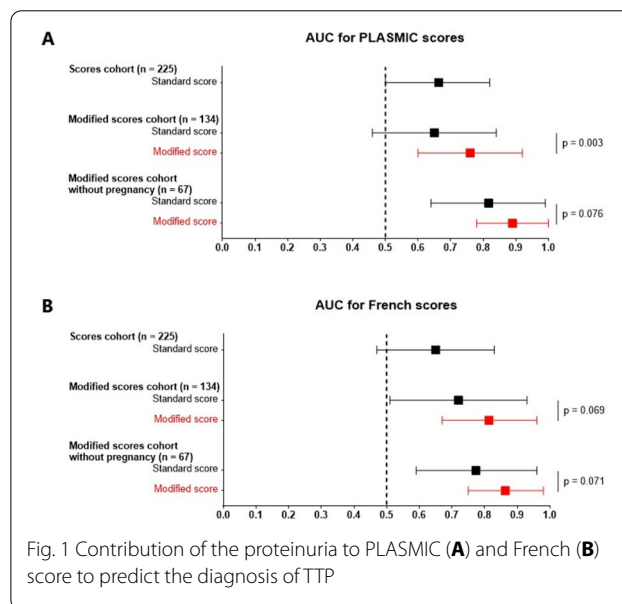 A
AUC for PLASMIC scores
Scores cohort (n = 225)
Standard score
Modified scores cohort (n = 134)
Standard score
Modified score
p = 0.003
Modified scores cohort
without pregnancy (n = 67)
Standard score
Modified score
p = 0.076
0.0 0.1 0.2 0.3 0.4 0.5 0.6 0.7 0.8 0.9 1.0
B
AUC for French scores
Scores cohort (n = 225)
Standard score
Modified scores cohort (n = 134)
Standard score
Modified score
p = 0.069
Modified scores cohort
without pregnancy (n = 67)
Standard score
Modified score
p = 0.071
0.0 0.1 0.2 0.3 0.4 0.5 0.6 0.7 0.8 0.9 1.0
Fig. 1 Contribution of the proteinuria to PLASMIC (A) and French (B)
score to predict the diagnosis of TTP